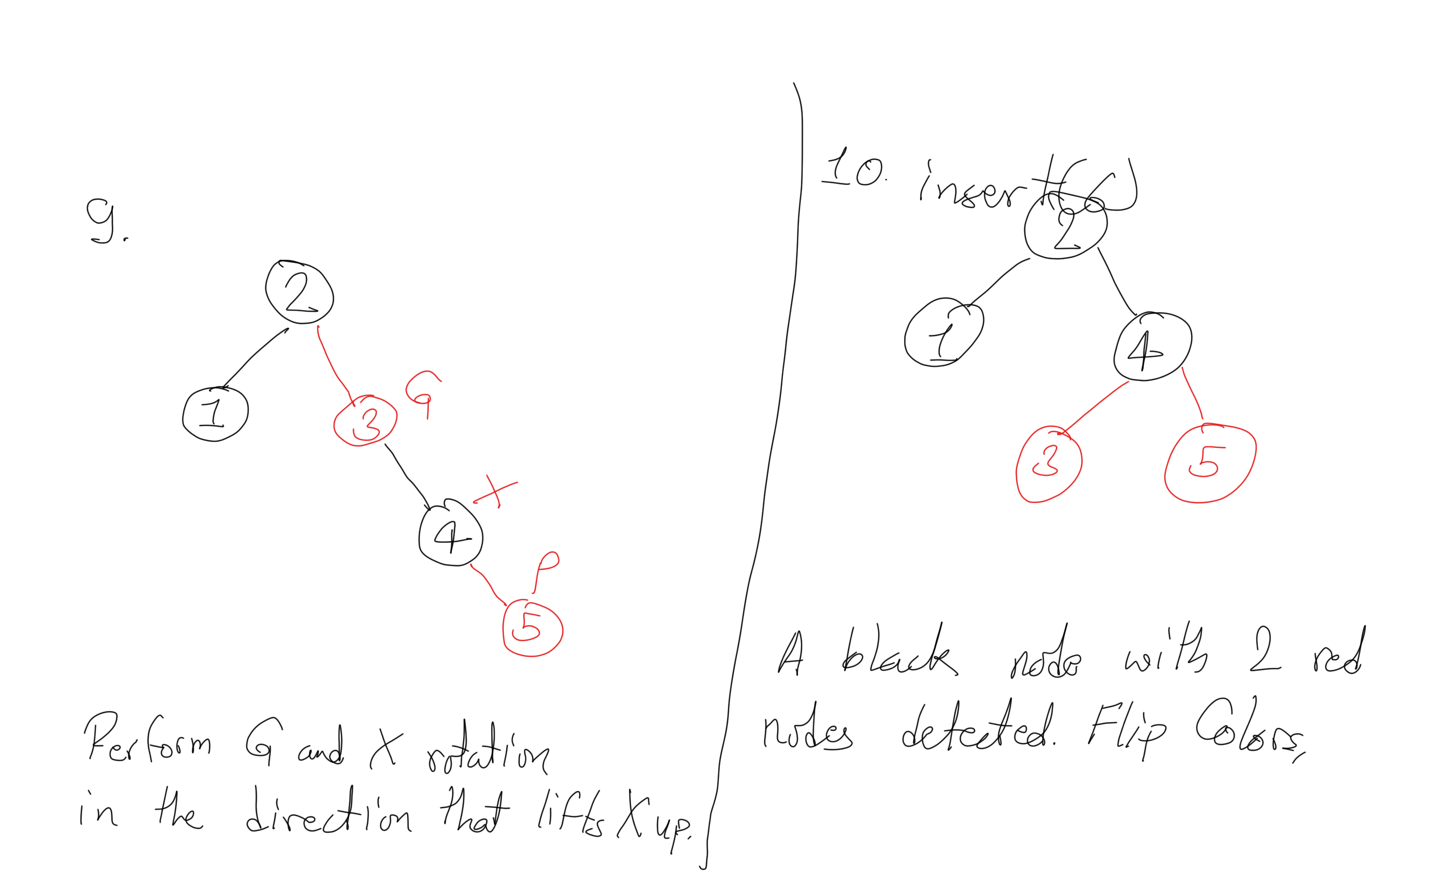 9.
2
1
3 G
4 X
P
5
Perform G and X rotation
in the direction that lifts X up.
10. insert(6)
2
1
4
3
5
A black node with 2 red
nodes detected. Flip Colors,